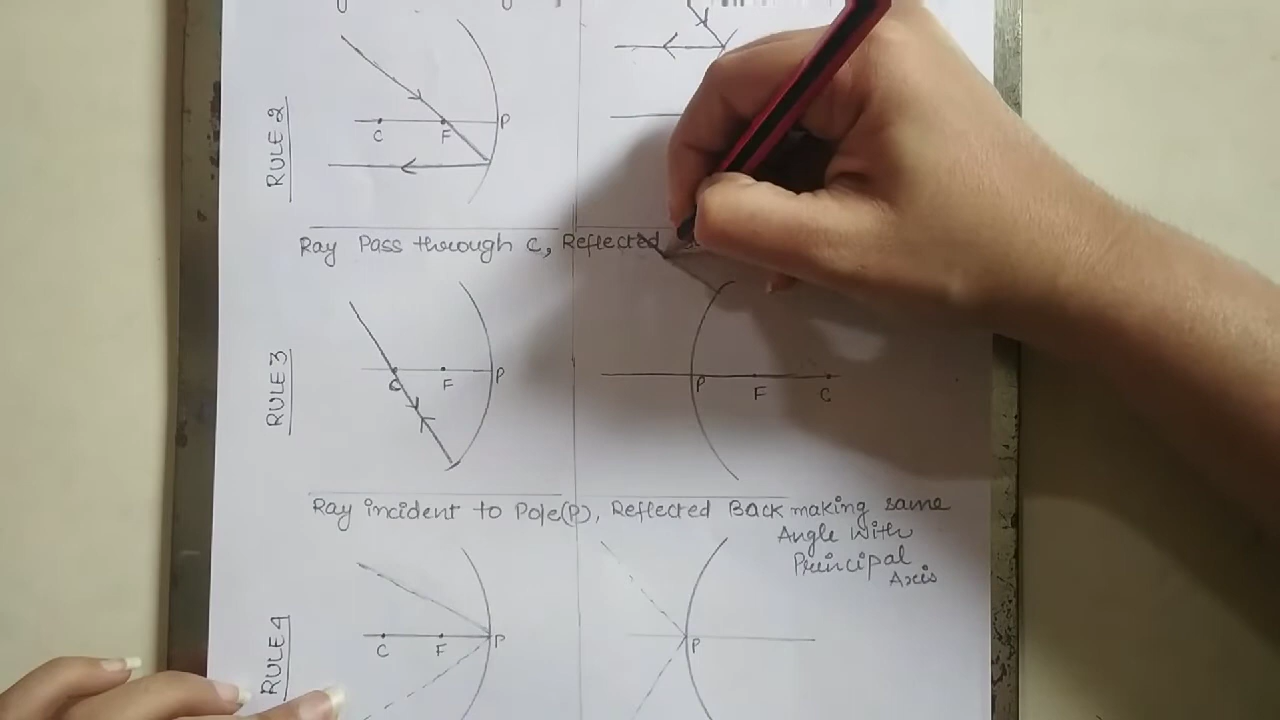 RULE 2
C F P
Ray Pass through C, Reflected
RULE 3
C F P
P F C
Ray incident to Pole(P), Reflected Back making same
Angle with
Principal
Axis
RULE 4
C F P
P